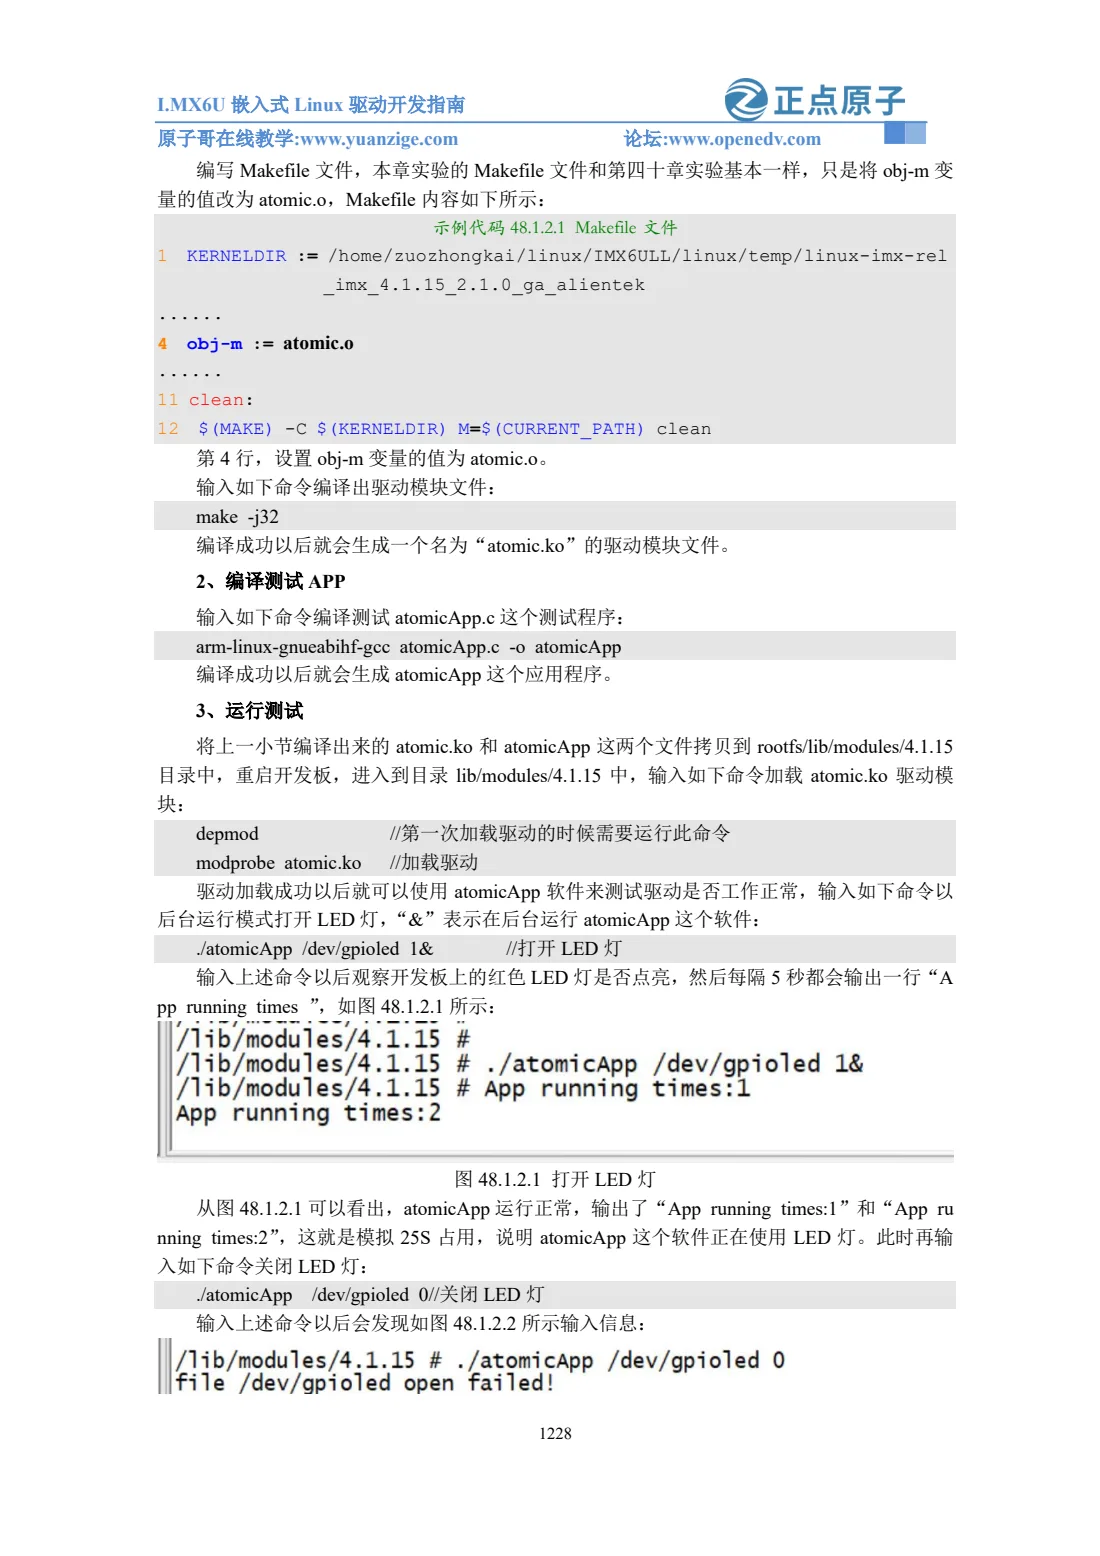 I.MX6U 嵌入式 Linux 驱动开发指南
正点原子
原子哥在线教学:www.yuanzige.com 论坛:www.openedv.com
编写 Makefile 文件，本章实验的 Makefile 文件和第四十章实验基本一样，只是将 obj-m 变
量的值改为 atomic.o，Makefile 内容如下所示：
示例代码 48.1.2.1 Makefile 文件
1 KERNELDIR := /home/zuozhongkai/linux/IMX6ULL/linux/temp/linux-imx-rel
_imx_4.1.15_2.1.0_ga_alientek
......
4 obj-m := atomic.o
......
11 clean:
12 $(MAKE) -C $(KERNELDIR) M=$(CURRENT_PATH) clean
第 4 行，设置 obj-m 变量的值为 atomic.o。
输入如下命令编译出驱动模块文件：
make -j32
编译成功以后就会生成一个名为“atomic.ko”的驱动模块文件。
2、编译测试 APP
输入如下命令编译测试 atomicApp.c 这个测试程序：
arm-linux-gnueabihf-gcc atomicApp.c -o atomicApp
编译成功以后就会生成 atomicApp 这个应用程序。
3、运行测试
将上一小节编译出来的 atomic.ko 和 atomicApp 这两个文件拷贝到 rootfs/lib/modules/4.1.15
目录中，重启开发板，进入到目录 lib/modules/4.1.15 中，输入如下命令加载 atomic.ko 驱动模
块：
depmod //第一次加载驱动的时候需要运行此命令
modprobe atomic.ko //加载驱动
驱动加载成功以后就可以使用 atomicApp 软件来测试驱动是否工作正常，输入如下命令以
后台运行模式打开 LED 灯，“&”表示在后台运行 atomicApp 这个软件：
./atomicApp /dev/gpioled 1& //打开 LED 灯
输入上述命令以后观察开发板上的红色 LED 灯是否点亮，然后每隔 5 秒都会输出一行“A
pp running times ”，如图 48.1.2.1 所示：
/lib/modules/4.1.15 #
/lib/modules/4.1.15 # ./atomicApp /dev/gpioled 1&
/lib/modules/4.1.15 # App running times:1
App running times:2
图 48.1.2.1 打开 LED 灯
从图 48.1.2.1 可以看出，atomicApp 运行正常，输出了“App running times:1”和“App ru
nning times:2”，这就是模拟 25S 占用，说明 atomicApp 这个软件正在使用 LED 灯。此时再输
入如下命令关闭 LED 灯：
./atomicApp /dev/gpioled 0//关闭 LED 灯
输入上述命令以后会发现如图 48.1.2.2 所示输入信息：
/lib/modules/4.1.15 # ./atomicApp /dev/gpioled 0
file /dev/gpioled open failed!
1228